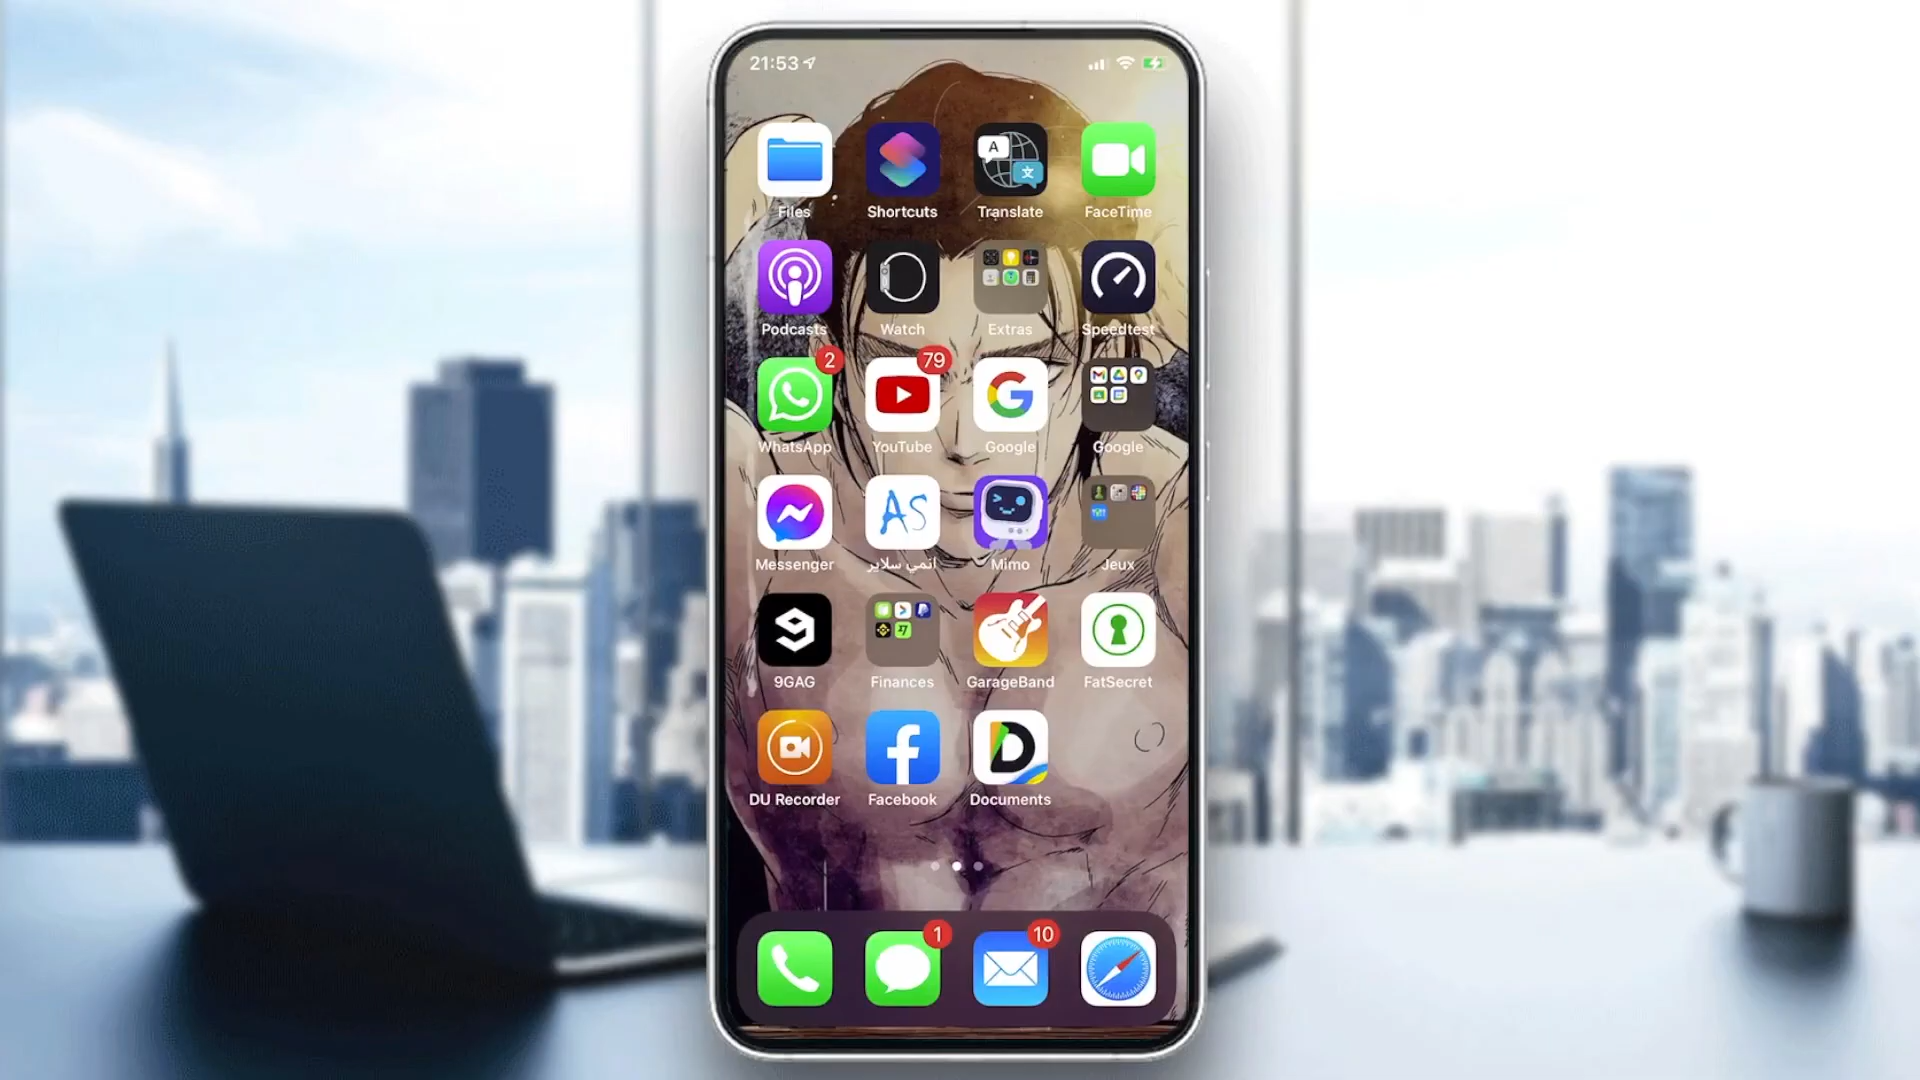 21:53
A
文
Files Shortcuts Translate FaceTime
Podcasts Watch Extras Speedtest
2 79
WhatsApp YouTube Google Google
AS
Messenger انمي سلاير Mimo Jeux
9GAG Finances GarageBand FatSecret
DU Recorder Facebook Documents
1 10